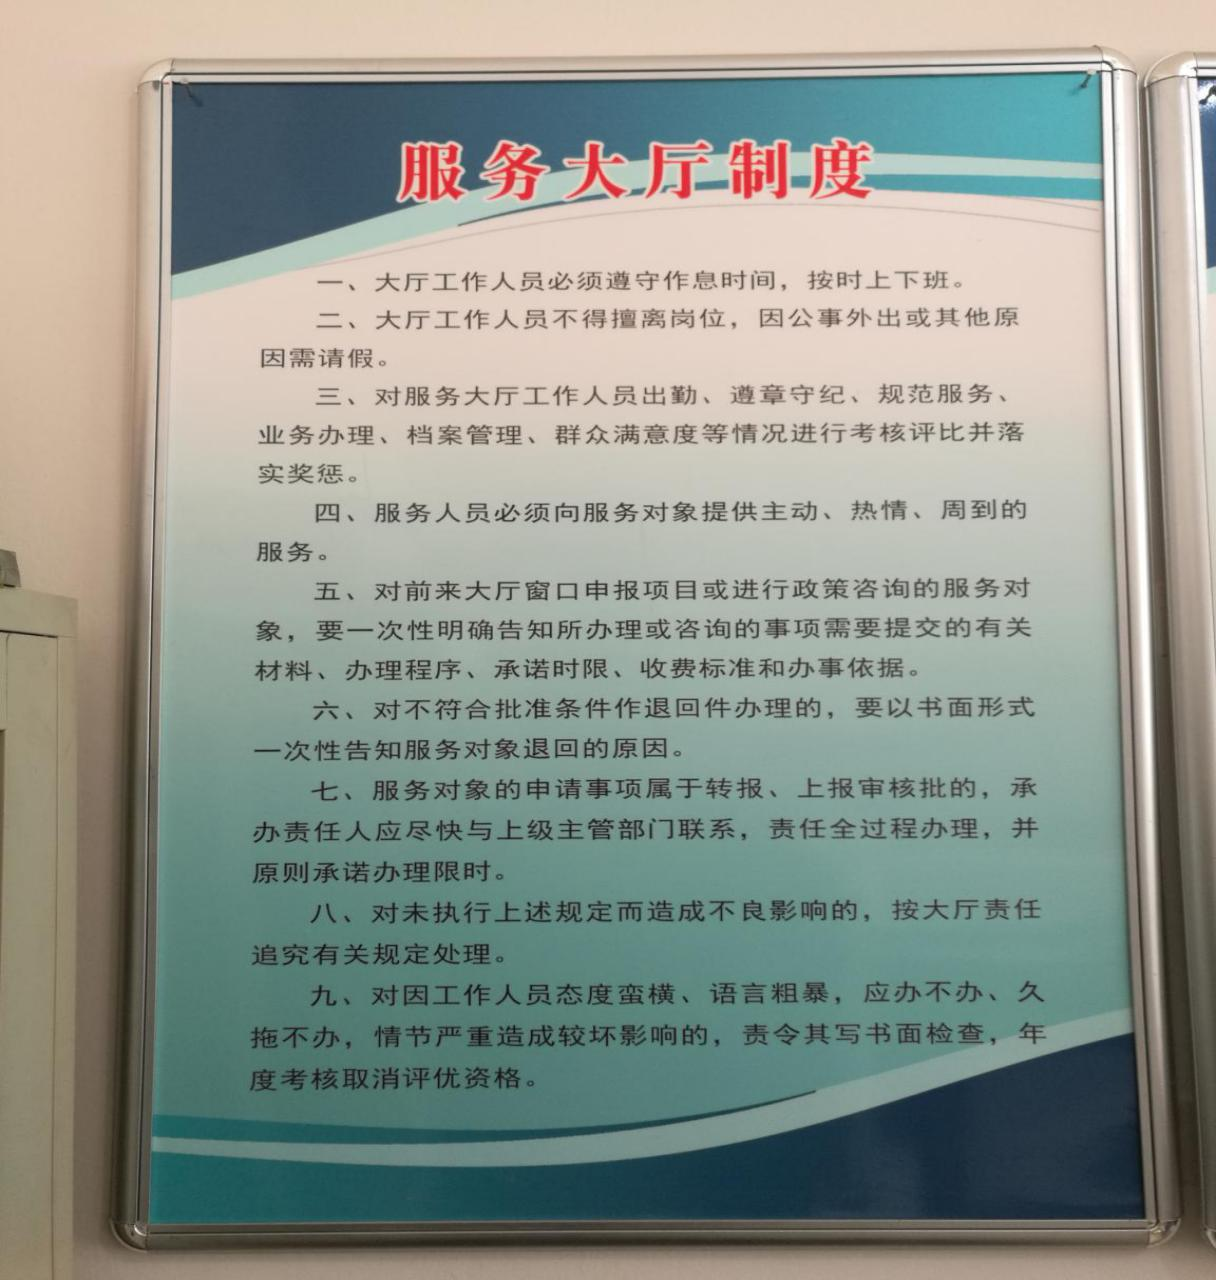 服务大厅制度
一、大厅工作人员必须遵守作息时间，按时上下班。
二、大厅工作人员不得擅离岗位，因公事外出或其他原
因需请假。
三、对服务大厅工作人员出勤、遵章守纪、规范服务、
业务办理、档案管理、群众满意度等情况进行考核评比并落
实奖惩。
四、服务人员必须向服务对象提供主动、热情、周到的
服务。
五、对前来大厅窗口申报项目或进行政策咨询的服务对
象，要一次性明确告知所办理或咨询的事项需要提交的有关
材料、办理程序、承诺时限、收费标准和办事依据。
六、对不符合批准条件作退回件办理的，要以书面形式
一次性告知服务对象退回的原因。
七、服务对象的申请事项属于转报、上报审核批的，承
办责任人应尽快与上级主管部门联系，责任全过程办理，并
原则承诺办理限时。
八、对未执行上述规定而造成不良影响的，按大厅责任
追究有关规定处理。
九、对因工作人员态度蛮横、语言粗暴，应办不办、久
拖不办，情节严重造成较坏影响的，责令其写书面检查，年
度考核取消评优资格。